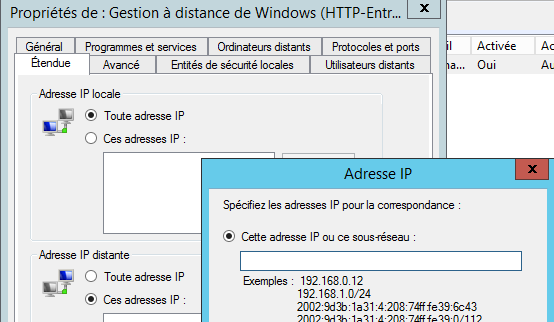 Propriétés de : Gestion à distance de Windows (HTTP-Entr... x
Général Programmes et services Ordinateurs distants Protocoles et ports
Étendue Avancé Entités de sécurité locales Utilisateurs distants
il Activée
Oui
Adresse IP locale
Toute adresse IP
Ces adresses IP :
Adresse IP distante
Toute adresse IP
Ces adresses IP :
Adresse IP x
Spécifiez les adresses IP pour la correspondance :
Cette adresse IP ou ce sous-réseau :
Exemples : 192.168.0.12
192.168.1.0/24
2002:9d3b:1a31:4:208:74ff:fe39:6c43
2002:9d3b:1a31:4:208:74ff:fe39:0/112